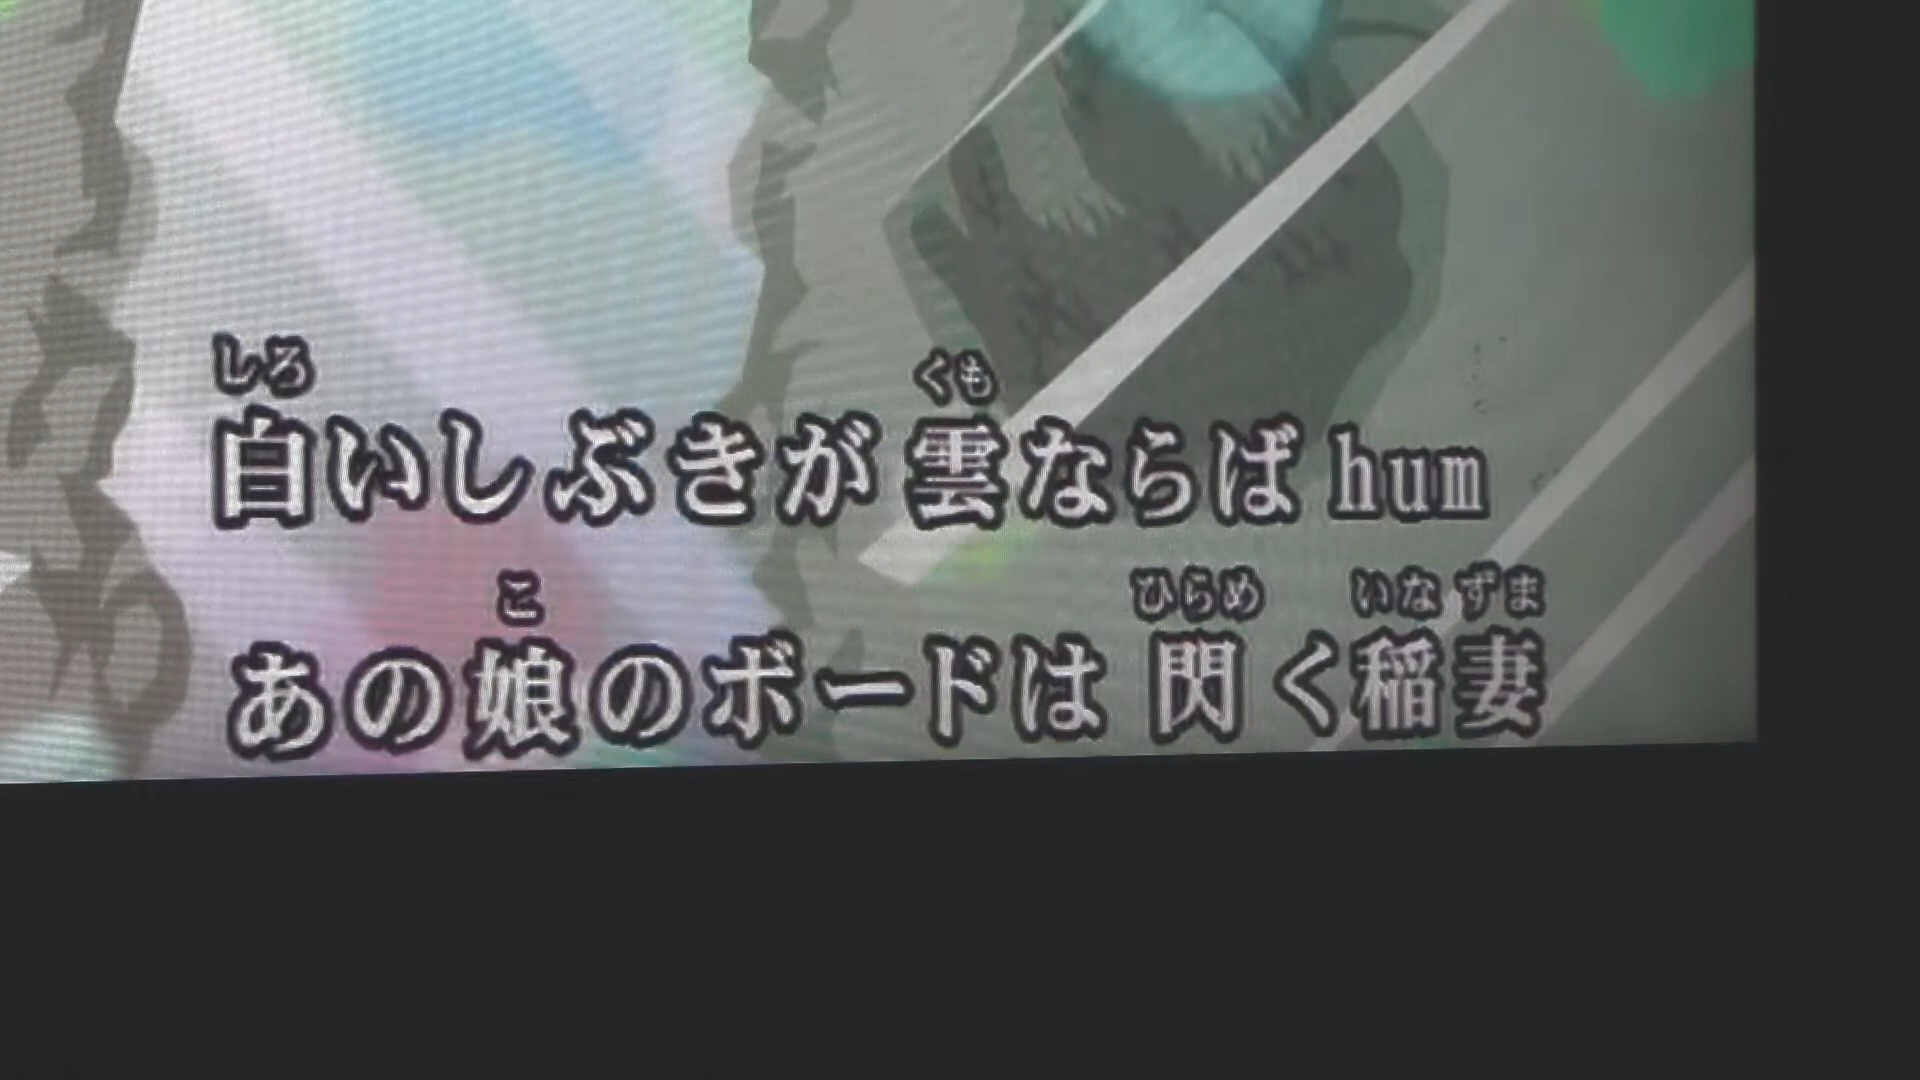 しろ くも
白いしぶきが 雲ならば hum
こ ひらめ いなずま
あの娘のボードは 閃く稲妻